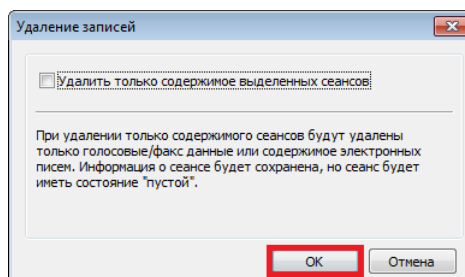 Удаление записей
Удалить только содержимое выделенных сеансов
При удалении только содержимого сеансов будут удалены
только голосовые/факс данные или содержимое электронных
писем. Информация о сеансе будет сохранена, но сеанс будет
иметь состояние "пустой".
ОК Отмена